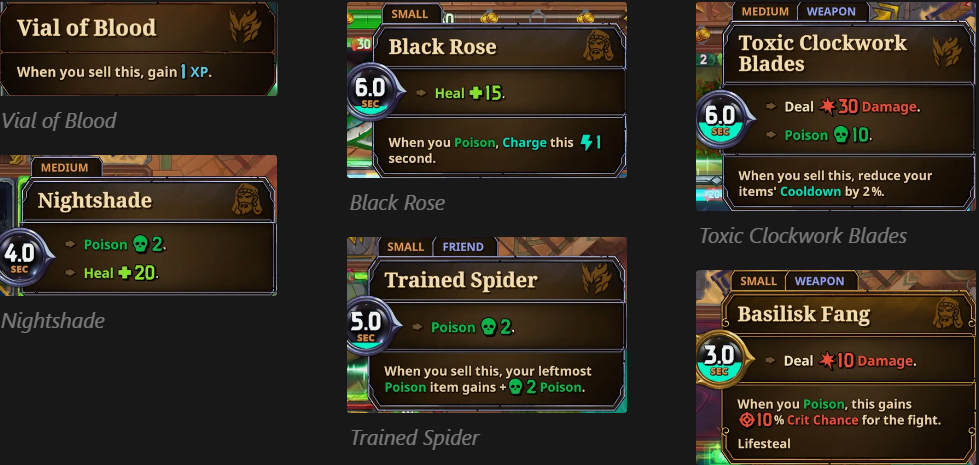 Vial of Blood
When you sell this, gain 1 XP.
Vial of Blood
MEDIUM
Nightshade
4.0
SEC
Poison 2.
Heal 20.
Nightshade
SMALL
30
Black Rose
6.0
SEC
Heal +15.
When you Poison, Charge this 1
second.
Black Rose
SMALL FRIEND
Trained Spider
5.0
SEC
Poison 2.
When you sell this, your leftmost
Poison item gains + 2 Poison.
Trained Spider
MEDIUM WEAPON
2
Toxic Clockwork
Blades
6.0
SEC
Deal 30 Damage.
Poison 10.
When you sell this, reduce your
items' Cooldown by 2%.
Toxic Clockwork Blades
SMALL WEAPON
Basilisk Fang
3.0
SEC
Deal 10 Damage.
When you Poison, this gains
10% Crit Chance for the fight.
Lifesteal